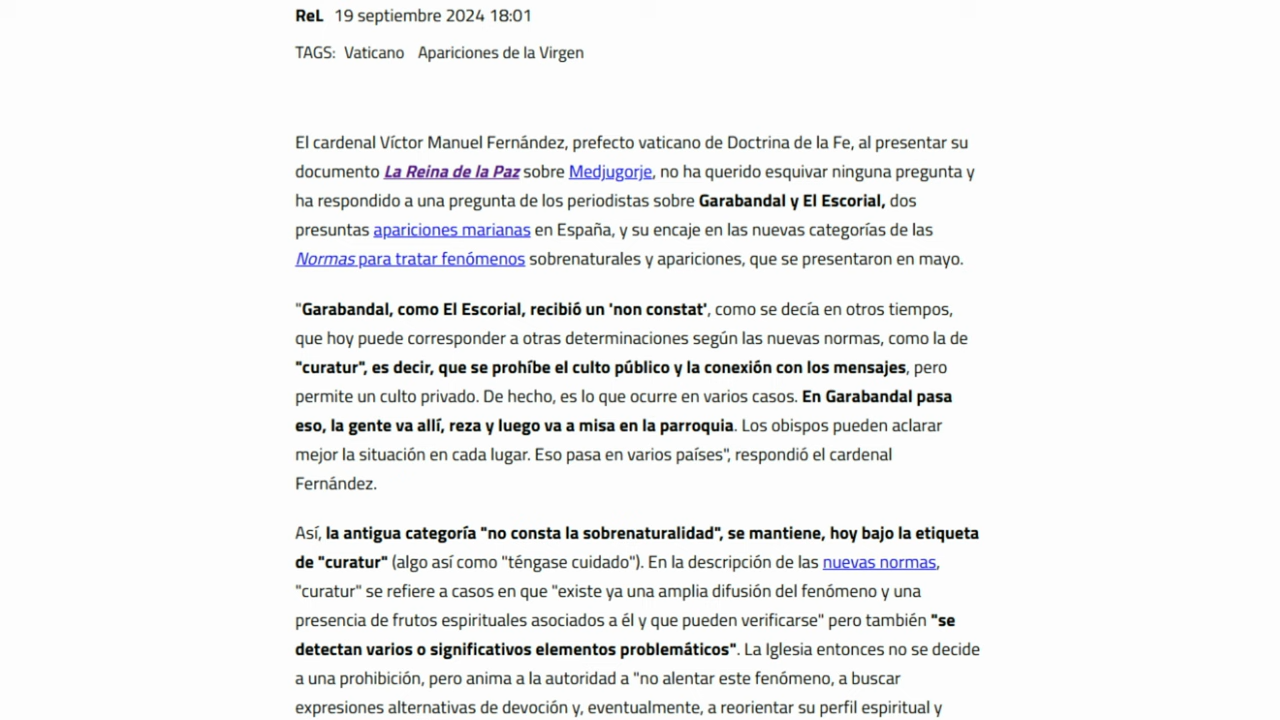 ReL 19 septiembre 2024 18:01
TAGS: Vaticano Apariciones de la Virgen
El cardenal Víctor Manuel Fernández, prefecto vaticano de Doctrina de la Fe, al presentar su
documento La Reina de la Paz sobre Medjugorje, no ha querido esquivar ninguna pregunta y
ha respondido a una pregunta de los periodistas sobre Garabandal y El Escorial, dos
presuntas apariciones marianas en España, y su encaje en las nuevas categorías de las
Normas para tratar fenómenos sobrenaturales y apariciones, que se presentaron en mayo.
"Garabandal, como El Escorial, recibió un 'non constat', como se decía en otros tiempos,
que hoy puede corresponder a otras determinaciones según las nuevas normas, como la de
"curatur", es decir, que se prohíbe el culto público y la conexión con los mensajes, pero
permite un culto privado. De hecho, es lo que ocurre en varios casos. En Garabandal pasa
eso, la gente va allí, reza y luego va a misa en la parroquia. Los obispos pueden aclarar
mejor la situación en cada lugar. Eso pasa en varios países", respondió el cardenal
Fernández.
Así, la antigua categoría "no consta la sobrenaturalidad", se mantiene, hoy bajo la etiqueta
de "curatur" (algo así como "téngase cuidado"). En la descripción de las nuevas normas,
"curatur" se refiere a casos en que "existe ya una amplia difusión del fenómeno y una
presencia de frutos espirituales asociados a él y que pueden verificarse" pero también "se
detectan varios o significativos elementos problemáticos". La Iglesia entonces no se decide
a una prohibición, pero anima a la autoridad a "no alentar este fenómeno, a buscar
expresiones alternativas de devoción y, eventualmente, a reorientar su perfil espiritual y